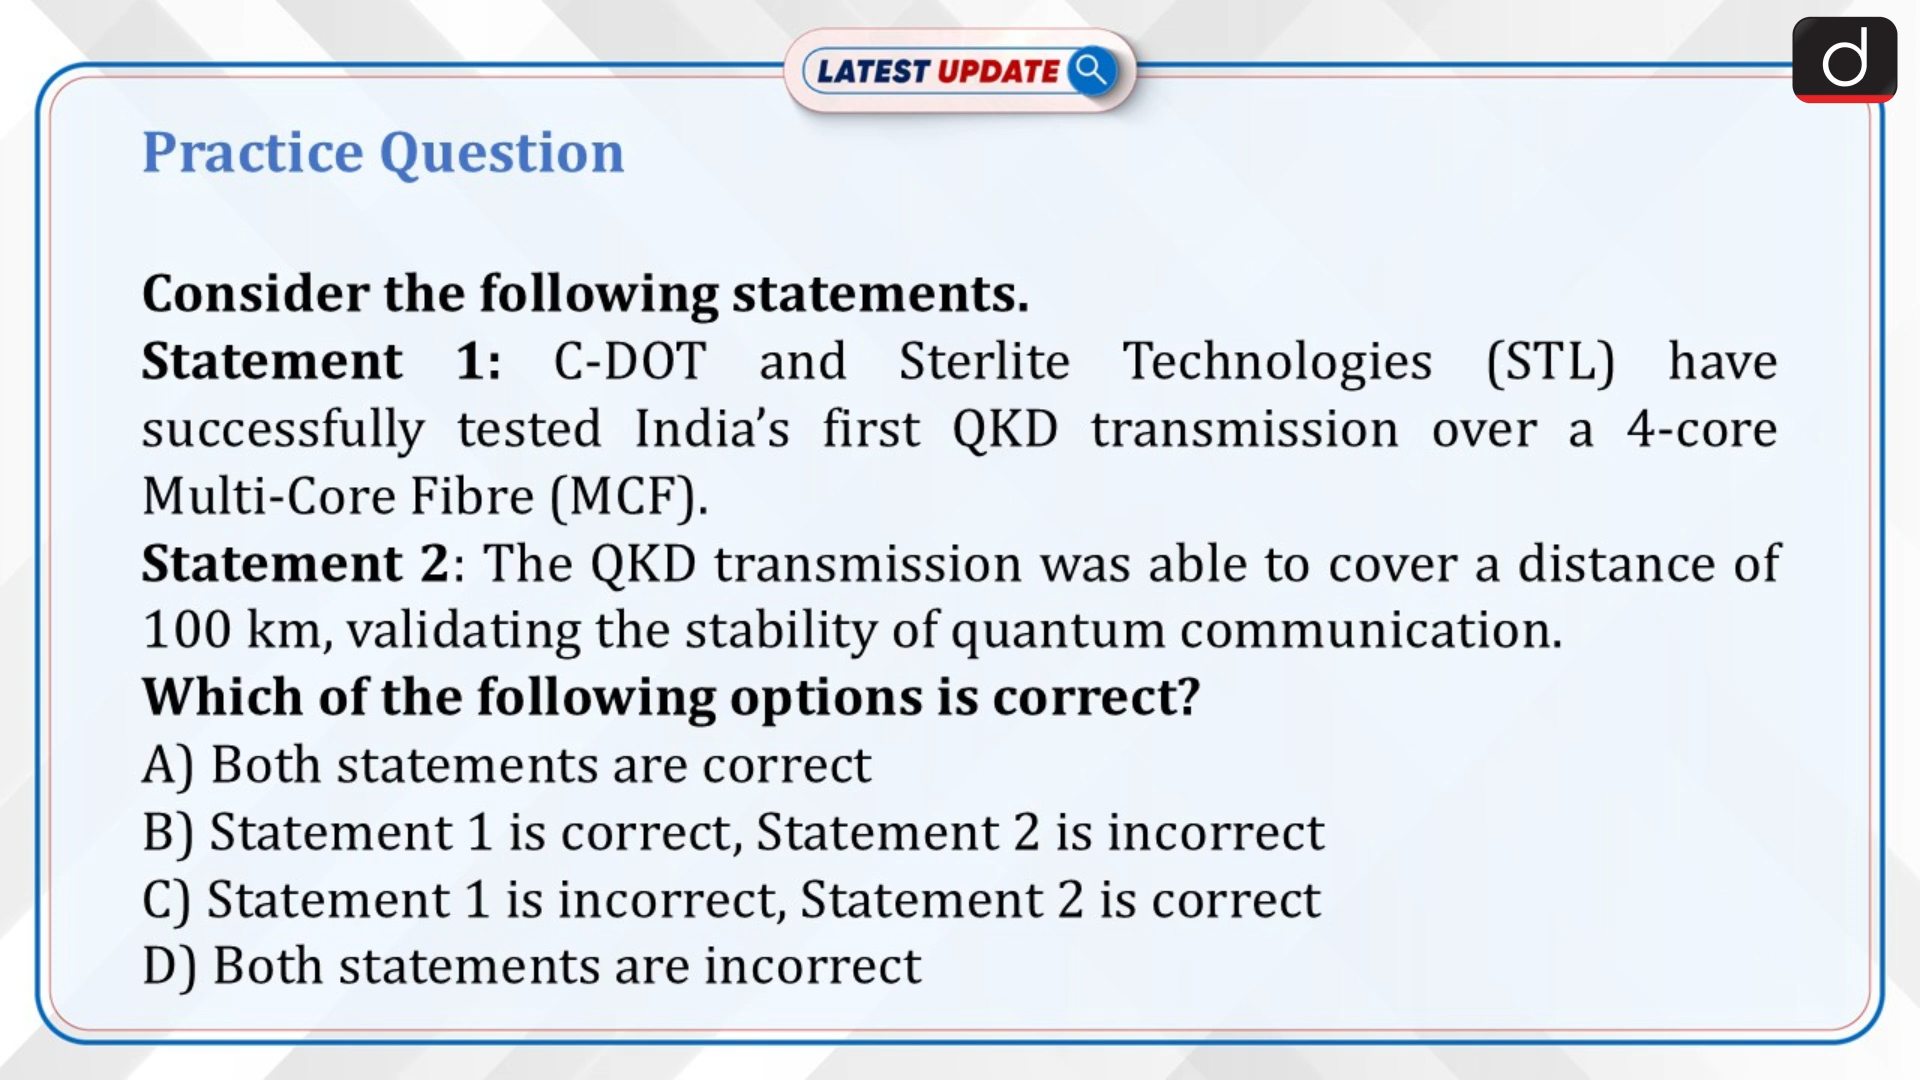 LATEST UPDATE
d
Practice Question
Consider the following statements.
Statement 1: C-DOT and Sterlite Technologies (STL) have
successfully tested India’s first QKD transmission over a 4-core
Multi-Core Fibre (MCF).
Statement 2: The QKD transmission was able to cover a distance of
100 km, validating the stability of quantum communication.
Which of the following options is correct?
A) Both statements are correct
B) Statement 1 is correct, Statement 2 is incorrect
C) Statement 1 is incorrect, Statement 2 is correct
D) Both statements are incorrect